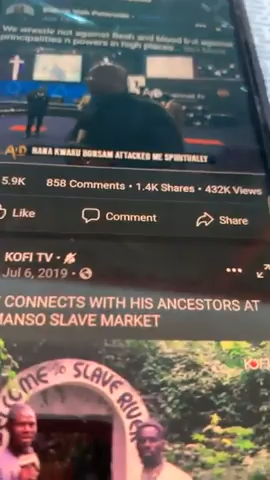 We wrestle not against flesh and blood but against
principalities n powers in high places
NANA KWAKU BONSAM ATTACKED ME SPIRITUALLY
5.9K 858 Comments • 1.4K Shares • 432K Views
Like Comment Share
KOFI TV •
Jul 6, 2019 •
CONNECTS WITH HIS ANCESTORS AT
MANSO SLAVE MARKET
SLAVE RIVER